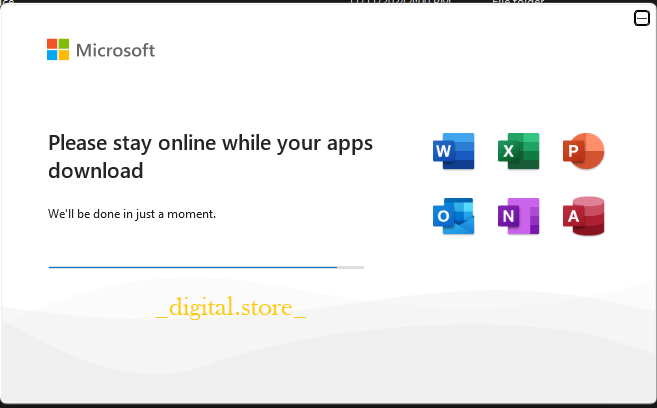 File folder
Microsoft
Please stay online while your apps
download
We'll be done in just a moment.
W
X
P
O
N
A
_digital.store_